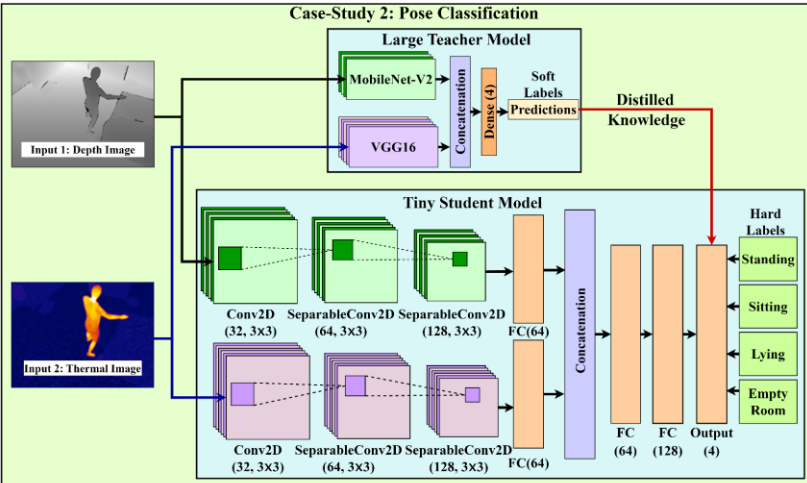 Case-Study 2: Pose Classification
Large Teacher Model
MobileNet-V2
VGG16
Concatenation
Dense (4)
Soft
Labels
Predictions
Distilled
Knowledge
Input 1: Depth Image
Tiny Student Model
Conv2D
(32, 3x3)
SeparableConv2D
(64, 3x3)
SeparableConv2D
(128, 3x3)
FC(64)
Input 2: Thermal Image
Conv2D
(32, 3x3)
SeparableConv2D
(64, 3x3)
SeparableConv2D
(128, 3x3)
FC(64)
Concatenation
FC
(64)
FC
(128)
Output
(4)
Hard
Labels
Standing
Sitting
Lying
Empty
Room